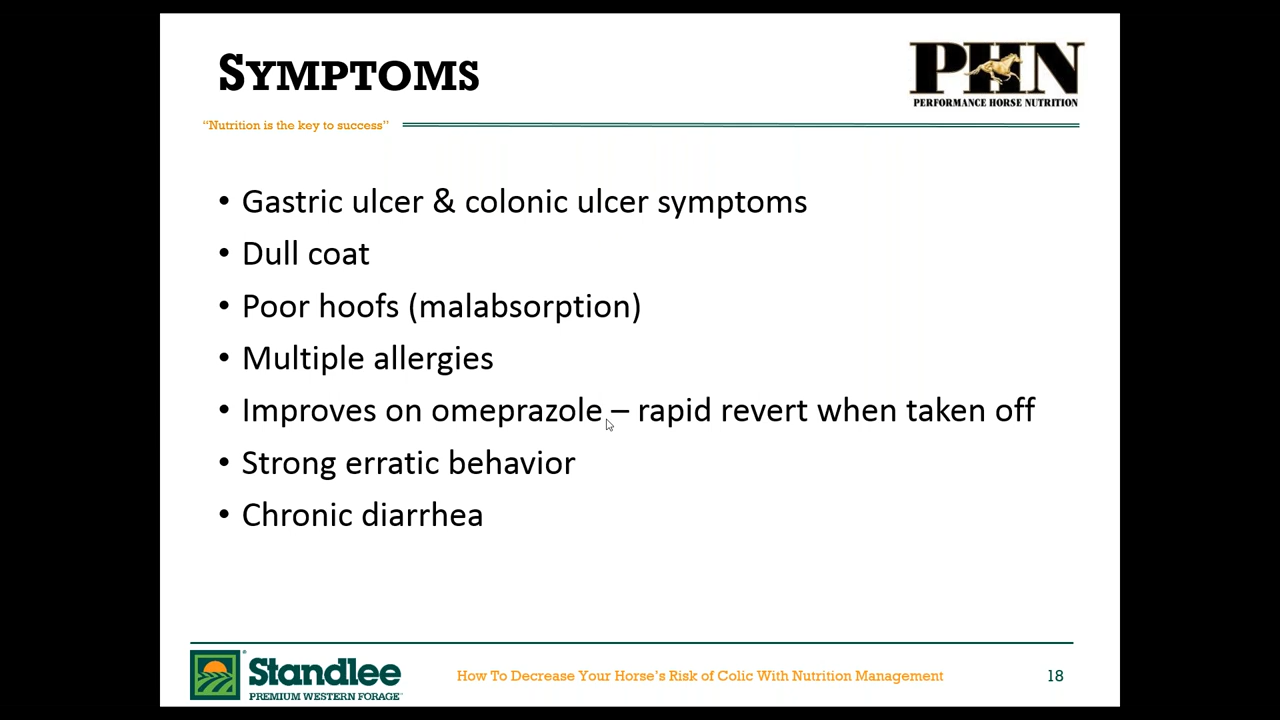 SYMPTOMS
PHN
PERFORMANCE HORSE NUTRITION
“Nutrition is the key to success”
• Gastric ulcer & colonic ulcer symptoms
• Dull coat
• Poor hoofs (malabsorption)
• Multiple allergies
• Improves on omeprazole – rapid revert when taken off
• Strong erratic behavior
• Chronic diarrhea
Standlee®
PREMIUM WESTERN FORAGE
How To Decrease Your Horse’s Risk of Colic With Nutrition Management
18